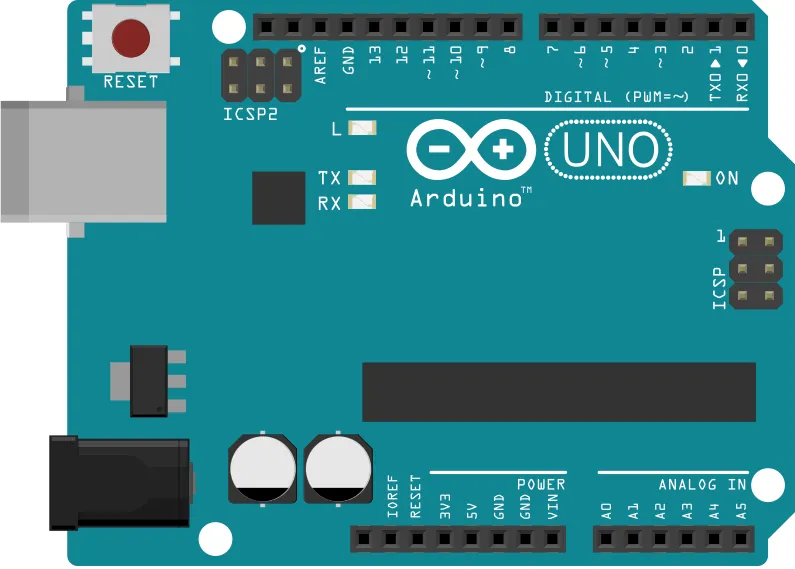 RESET
ICSP2
AREF
GND
13
12
~11
~10
~9
8
7
~6
~5
4
~3
2
TX0▶1
RX0◀0
DIGITAL (PWM=~)
L
TX
RX
Arduino™
UNO
ON
1
ICSP
IOREF
RESET
3V3
5V
GND
GND
VIN
POWER
A0
A1
A2
A3
A4
A5
ANALOG IN